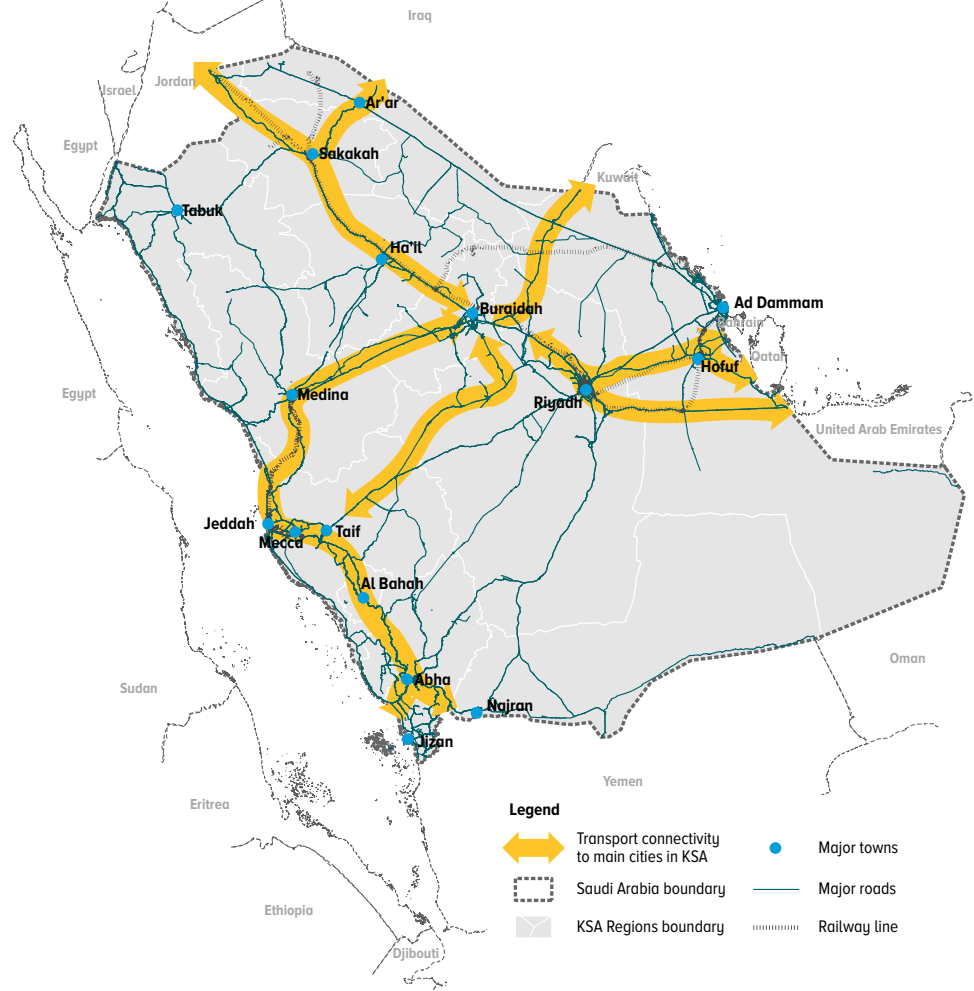 Iraq
Jordan
Israel
Ar'ar
Egypt
Sakakah
Kuwait
Tabuk
Ha'il
Buraidah
Ad Dammam
Bahrain
Qatar
Hofuf
Egypt
Medina
Riyadh
United Arab Emirates
Jeddah
Mecca
Taif
Al Bahah
Oman
Abha
Sudan
Najran
Jizan
Yemen
Eritrea
Ethiopia
Djibouti
Legend
Transport connectivity
to main cities in KSA
Major towns
Saudi Arabia boundary
Major roads
KSA Regions boundary
Railway line